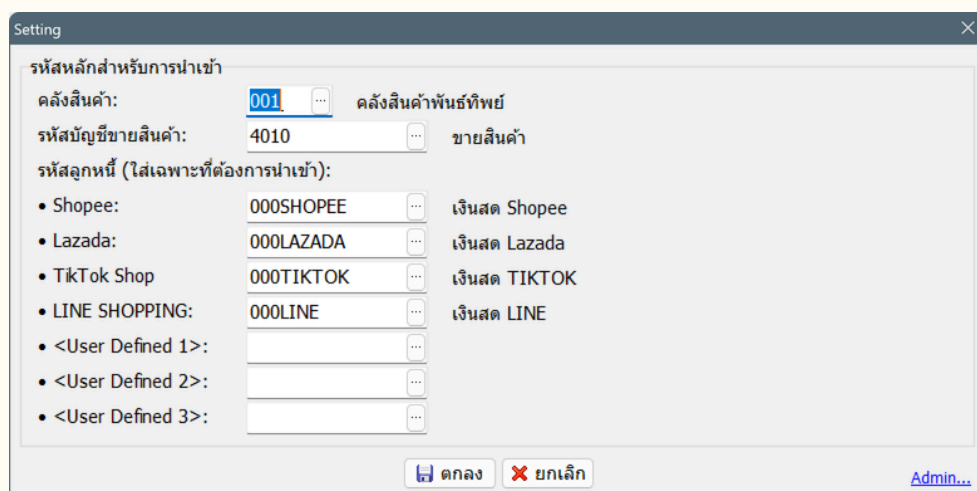 Setting
รหัสหลักสำหรับการนำเข้า
คลังสินค้า: 001 ... คลังสินค้าพันธ์ทิพย์
รหัสบัญชีขายสินค้า: 4010 ... ขายสินค้า
รหัสลูกหนี้ (ใส่เฉพาะที่ต้องการนำเข้า):
• Shopee: 000SHOPEE ... เงินสด Shopee
• Lazada: 000LAZADA ... เงินสด Lazada
• TikTok Shop 000TIKTOK ... เงินสด TIKTOK
• LINE SHOPPING: 000LINE ... เงินสด LINE
• <User Defined 1>: ...
• <User Defined 2>: ...
• <User Defined 3>: ...
ตกลง ยกเลิก Admin...